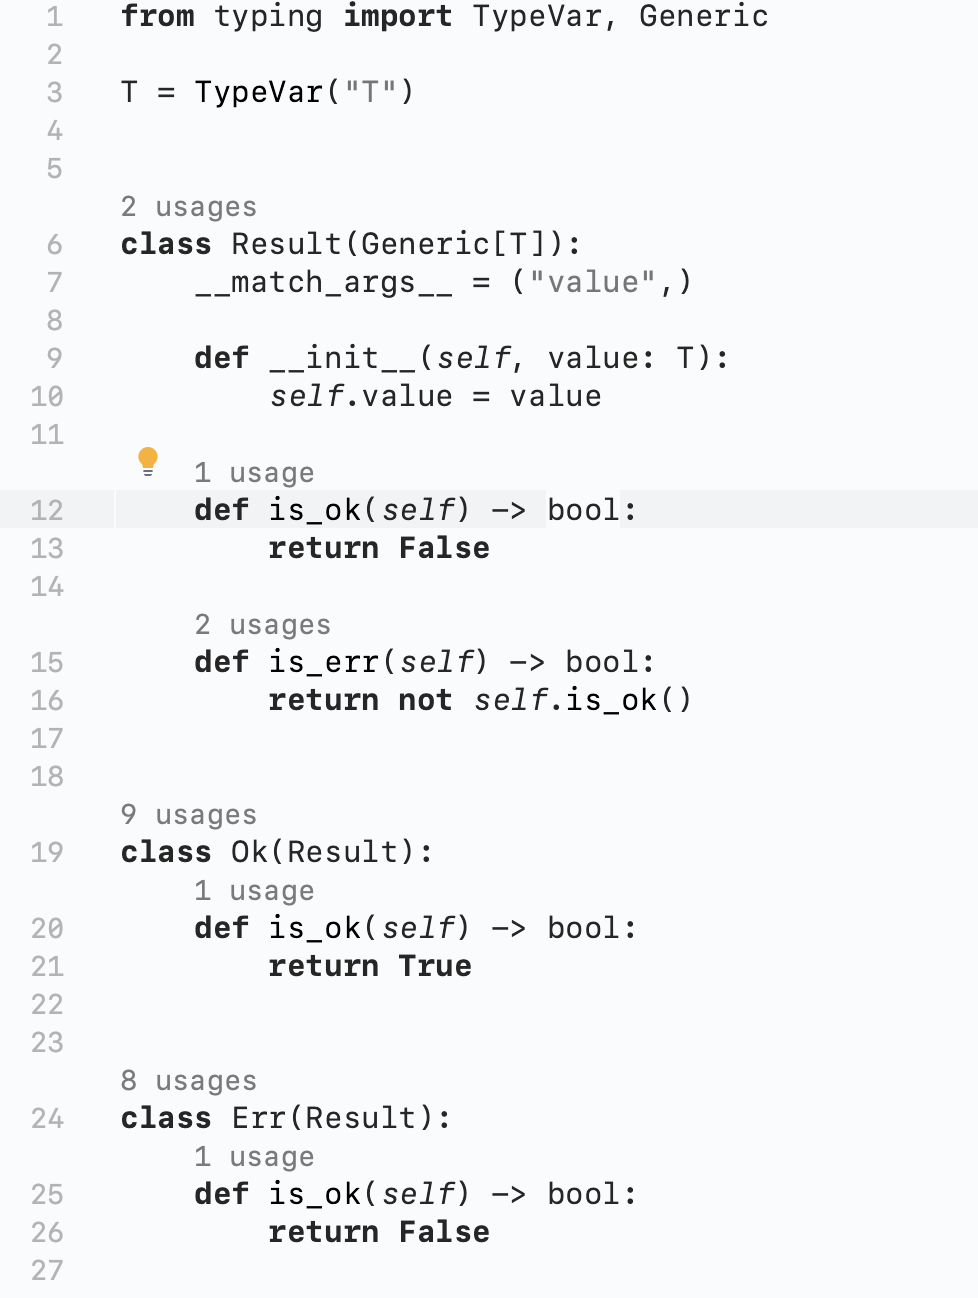 1 from typing import TypeVar, Generic
2
3 T = TypeVar("T")
4
5
2 usages
6 class Result(Generic[T]):
7     __match_args__ = ("value",)
8
9     def __init__(self, value: T):
10         self.value = value
11
1 usage
12     def is_ok(self) -> bool:
13         return False
14
2 usages
15     def is_err(self) -> bool:
16         return not self.is_ok()
17
18
9 usages
19 class Ok(Result):
1 usage
20     def is_ok(self) -> bool:
21         return True
22
23
8 usages
24 class Err(Result):
1 usage
25     def is_ok(self) -> bool:
26         return False
27